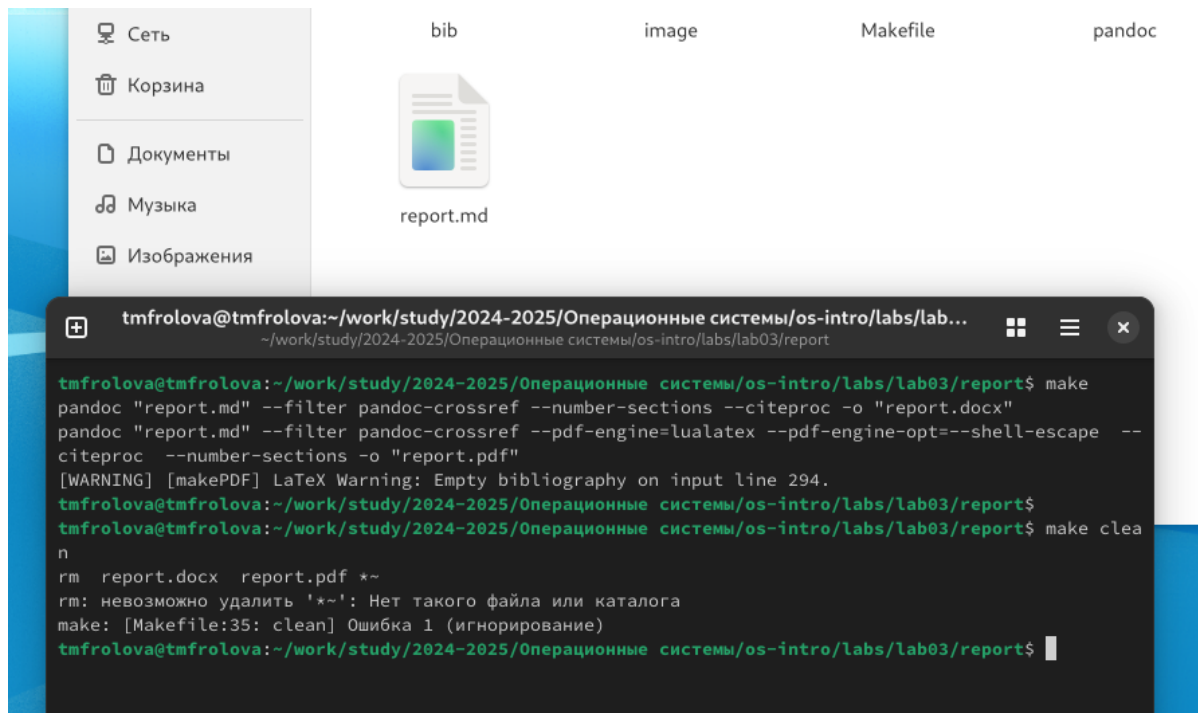 Сеть
Корзина
Документы
Музыка
Изображения
bib image Makefile pandoc
report.md
tmfrolova@tmfrolova:~/work/study/2024-2025/Операционные системы/os-intro/labs/lab...
~/work/study/2024-2025/Операционные системы/os-intro/labs/lab03/report
tmfrolova@tmfrolova:~/work/study/2024-2025/Операционные системы/os-intro/labs/lab03/report$ make
pandoc "report.md" --filter pandoc-crossref --number-sections --citeproc -o "report.docx"
pandoc "report.md" --filter pandoc-crossref --pdf-engine=lualatex --pdf-engine-opt=--shell-escape  --
citeproc  --number-sections -o "report.pdf"
[WARNING] [makePDF] LaTeX Warning: Empty bibliography on input line 294.
tmfrolova@tmfrolova:~/work/study/2024-2025/Операционные системы/os-intro/labs/lab03/report$
tmfrolova@tmfrolova:~/work/study/2024-2025/Операционные системы/os-intro/labs/lab03/report$ make clea
n
rm  report.docx  report.pdf *~
rm: невозможно удалить '*~': Нет такого файла или каталога
make: [Makefile:35: clean] Ошибка 1 (игнорирование)
tmfrolova@tmfrolova:~/work/study/2024-2025/Операционные системы/os-intro/labs/lab03/report$